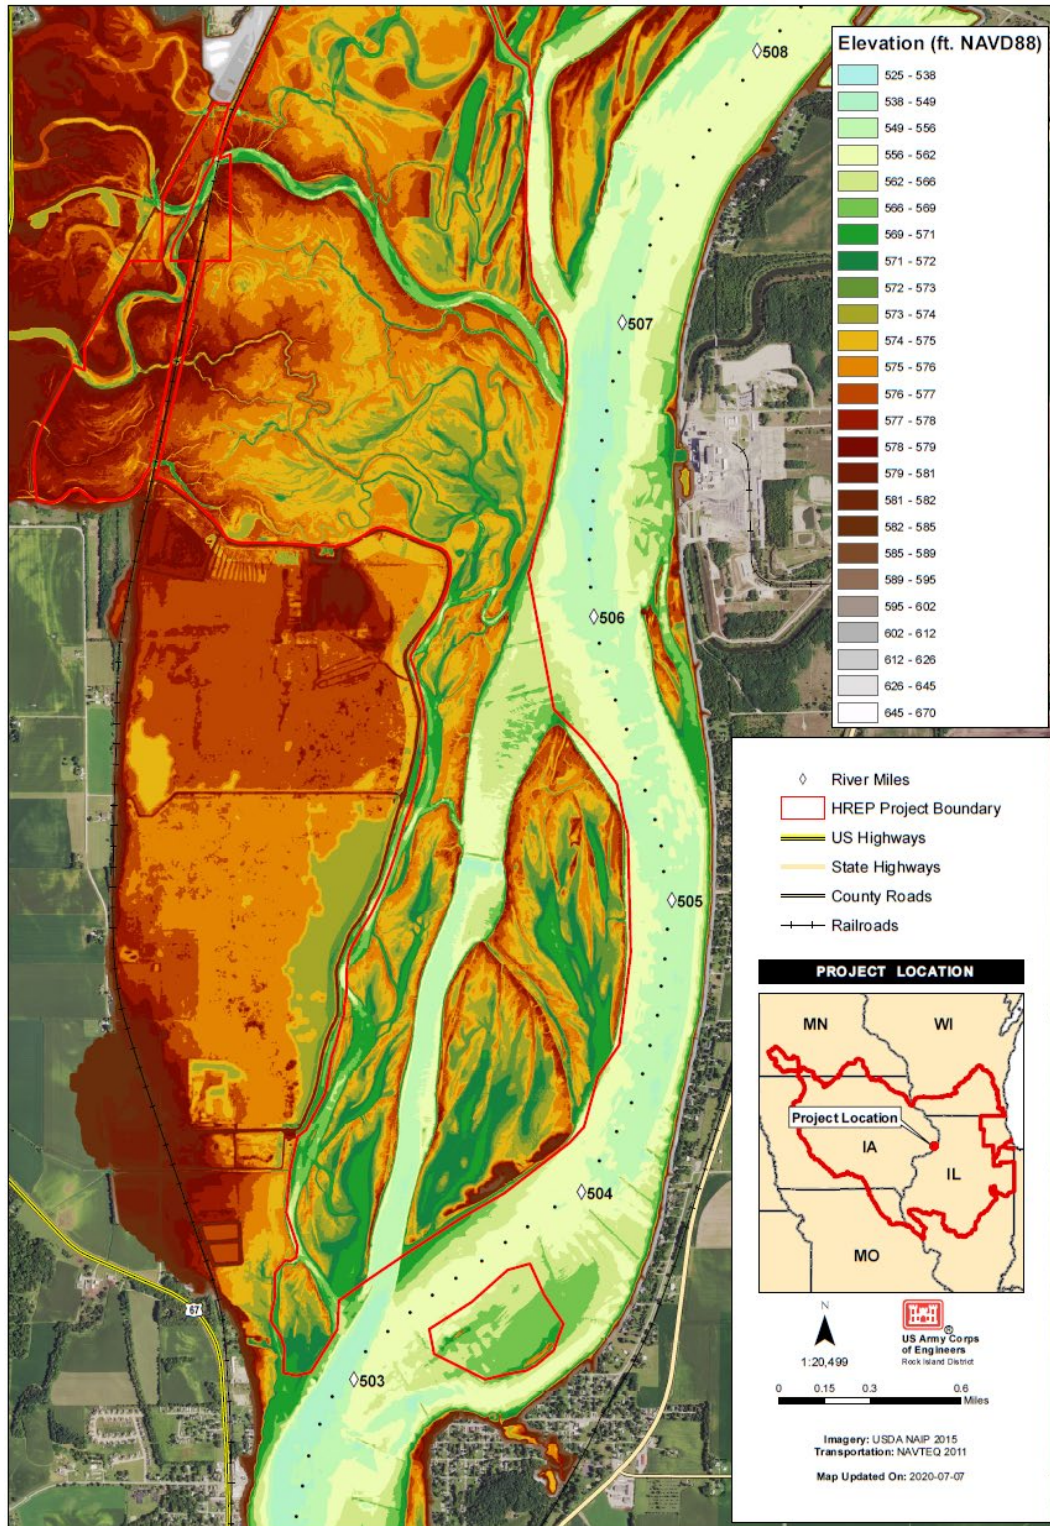 508
507
506
505
504
503
67
Elevation (ft. NAVD88)
525 - 538
538 - 549
549 - 556
556 - 562
562 - 566
566 - 569
569 - 571
571 - 572
572 - 573
573 - 574
574 - 575
575 - 576
576 - 577
577 - 578
578 - 579
579 - 581
581 - 582
582 - 585
585 - 589
589 - 595
595 - 602
602 - 612
612 - 626
626 - 645
645 - 670
River Miles
HREP Project Boundary
US Highways
State Highways
County Roads
Railroads
PROJECT LOCATION
MN
WI
Project Location
IA
IL
MO
N
1:20,499
®
US Army Corps
of Engineers
Rock Island District
0 0.15 0.3 0.6
Miles
Imagery: USDA NAIP 2015
Transportation: NAVTEQ 2011
Map Updated On: 2020-07-07